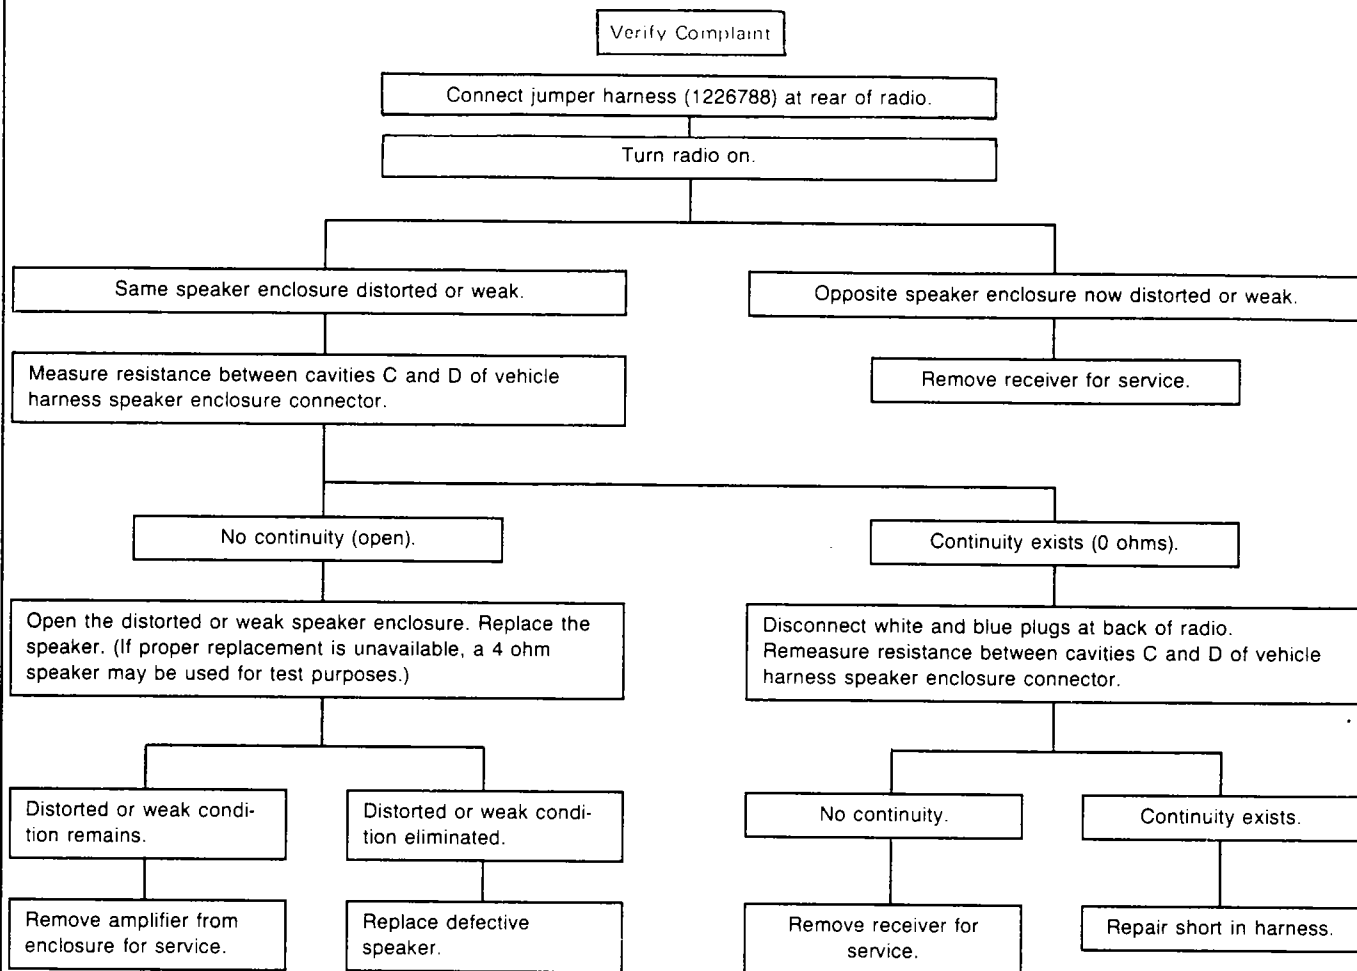 Verify Complaint
Connect jumper harness (1226788) at rear of radio.
Turn radio on.
Same speaker enclosure distorted or weak.
Opposite speaker enclosure now distorted or weak.
Measure resistance between cavities C and D of vehicle
harness speaker enclosure connector.
Remove receiver for service.
No continuity (open).
Continuity exists (0 ohms).
Open the distorted or weak speaker enclosure. Replace the
speaker. (If proper replacement is unavailable, a 4 ohm
speaker may be used for test purposes.)
Disconnect white and blue plugs at back of radio.
Remeasure resistance between cavities C and D of vehicle
harness speaker enclosure connector.
Distorted or weak condi-
tion remains.
Distorted or weak condi-
tion eliminated.
No continuity.
Continuity exists.
Remove amplifier from
enclosure for service.
Replace defective
speaker.
Remove receiver for
service.
Repair short in harness.